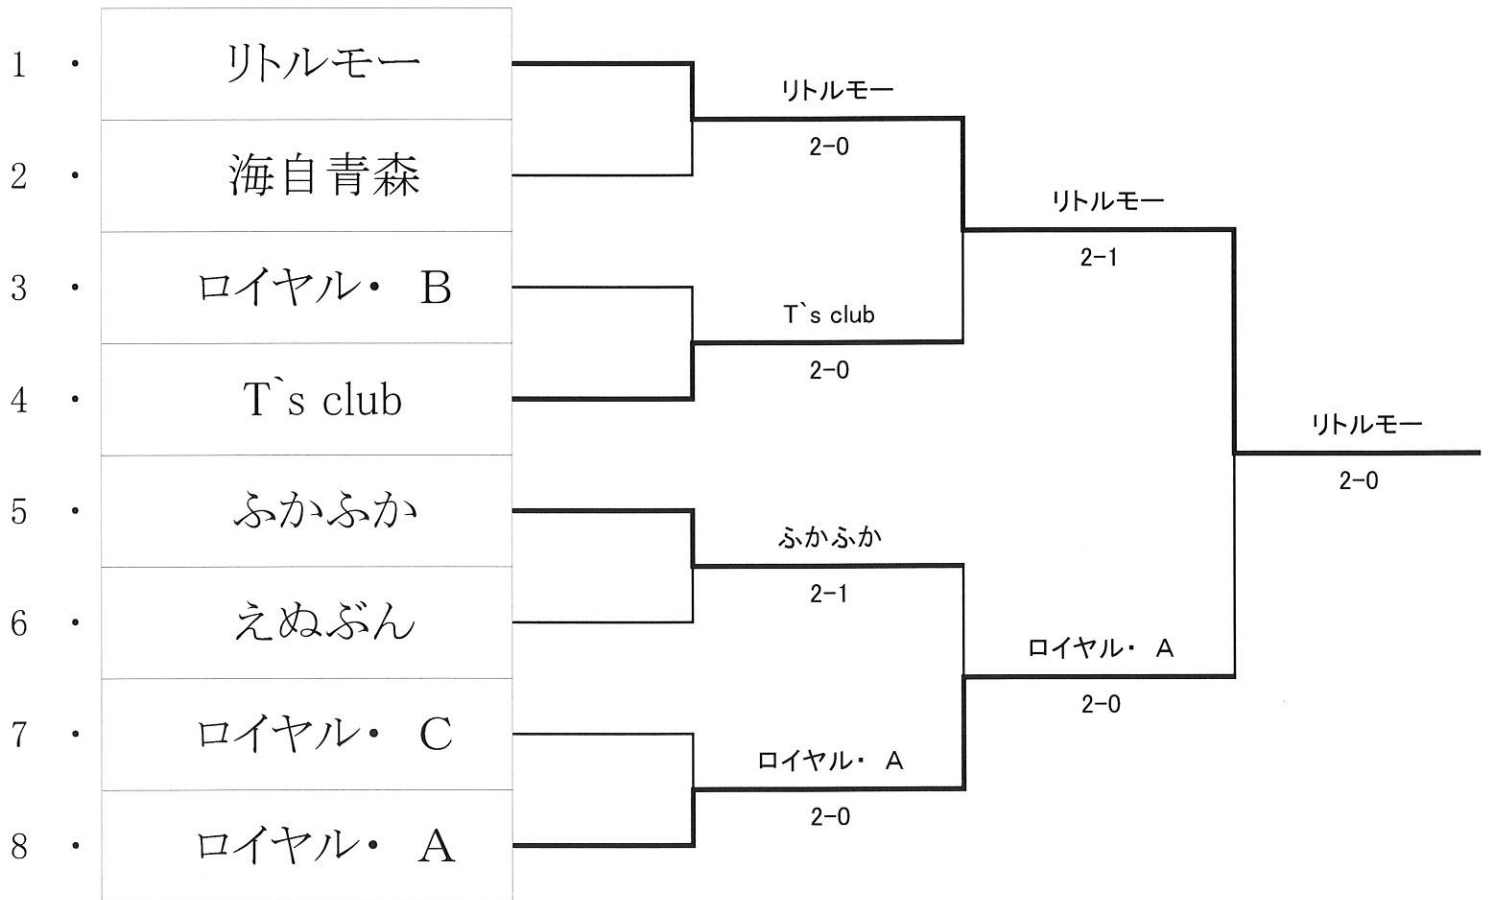 1 ・ リトルモー
2 ・ 海自青森
3 ・ ロイヤル・ B
4 ・ T`s club
5 ・ ふかふか
6 ・ えぬぶん
7 ・ ロイヤル・ C
8 ・ ロイヤル・ A
リトルモー
2-0
T`s club
2-0
ふかふか
2-1
ロイヤル・ A
2-0
リトルモー
2-1
ロイヤル・ A
2-0
リトルモー
2-0